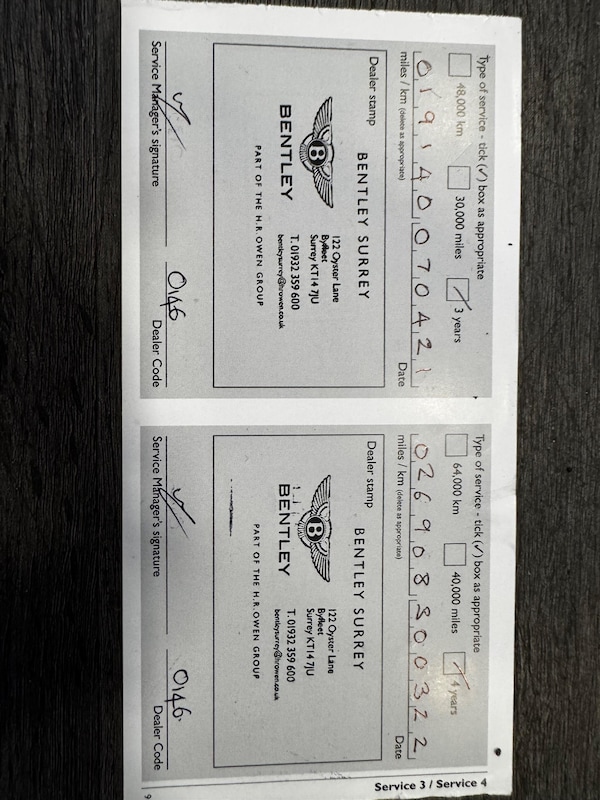 Type of service - tick (✓) box as appropriate
48,000 km 30,000 miles 3 years
019140 070421
miles / km (delete as appropriate) Date
Dealer stamp
BENTLEY SURREY
B
BENTLEY
122 Oyster Lane
Byfleet
Surrey KT14 7JU
T. 01932 359 600
bentleysurrey@hrowen.co.uk
PART OF THE H.R. OWEN GROUP
0146
Service Manager's signature Dealer Code
Type of service - tick (✓) box as appropriate
64,000 km 40,000 miles 4 years
026908 300322
miles / km (delete as appropriate) Date
Dealer stamp
BENTLEY SURREY
B
BENTLEY
122 Oyster Lane
Byfleet
Surrey KT14 7JU
T. 01932 359 600
bentleysurrey@hrowen.co.uk
PART OF THE H.R. OWEN GROUP
0146
Service Manager's signature Dealer Code
Service 3 / Service 4
9